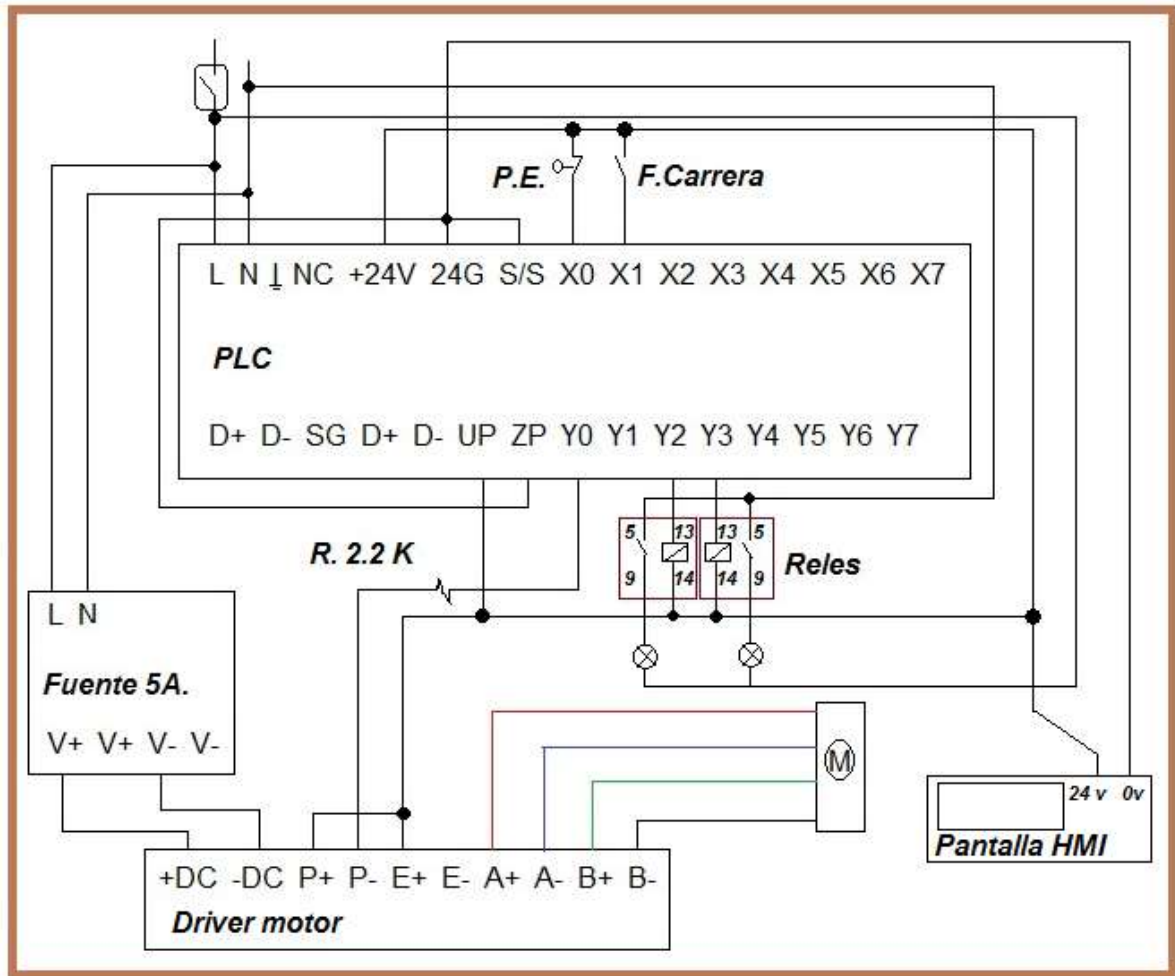 P.E. F.Carrera
L N ⏚ NC +24V 24G S/S X0 X1 X2 X3 X4 X5 X6 X7
PLC
D+ D- SG D+ D- UP ZP Y0 Y1 Y2 Y3 Y4 Y5 Y6 Y7
R. 2.2 K
5 13 13 5
9 14 14 9
Reles
L N
Fuente 5A.
V+ V+ V- V-
M
24 v 0v
Pantalla HMI
+DC -DC P+ P- E+ E- A+ A- B+ B-
Driver motor